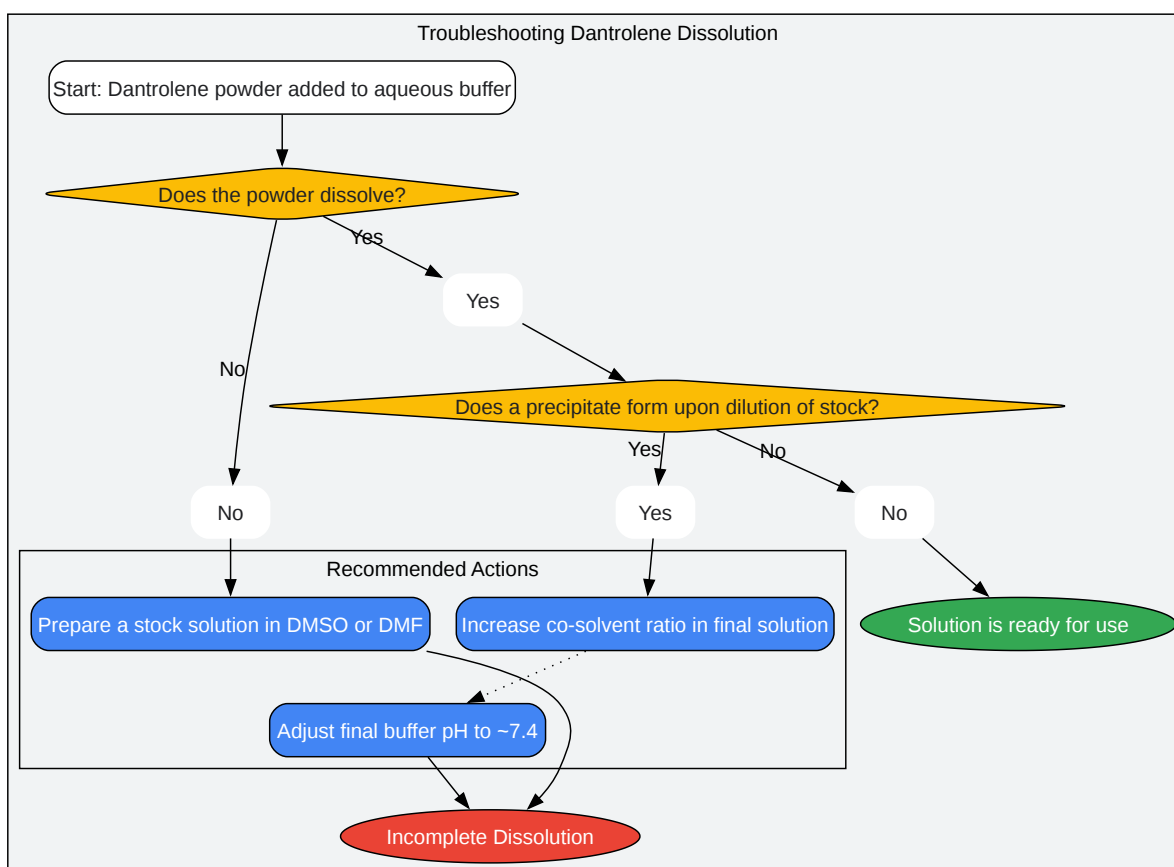 Troubleshooting Dantrolene Dissolution
Start: Dantrolene powder added to aqueous buffer
Does the powder dissolve?
Yes
Yes
No
Does a precipitate form upon dilution of stock?
Yes
No
No
Yes
No
Recommended Actions
Prepare a stock solution in DMSO or DMF
Increase co-solvent ratio in final solution
Solution is ready for use
Adjust final buffer pH to ~7.4
Incomplete Dissolution